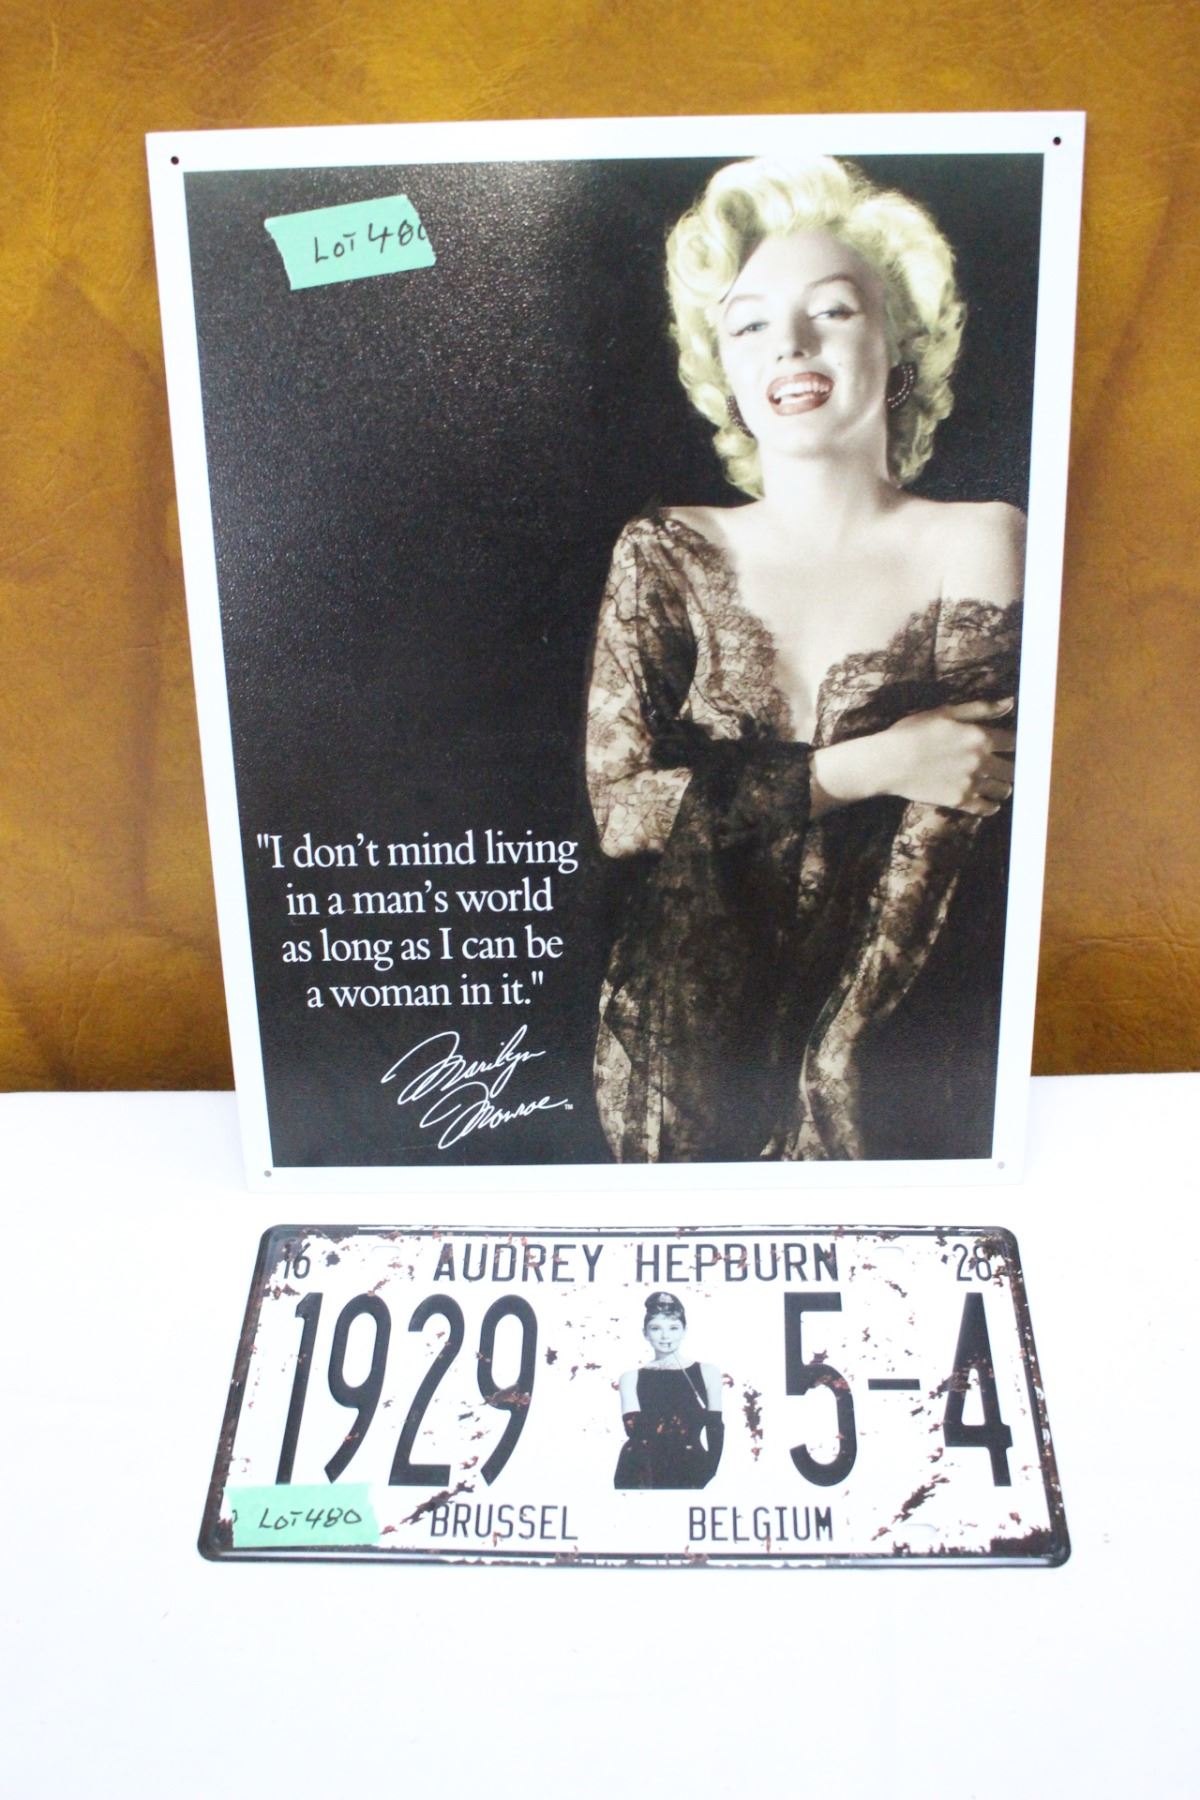 LOT 480
"I don't mind living
in a man's world
as long as I can be
a woman in it."
Marilyn
Monroe™
16 AUDREY HEPBURN 28
1929 5-4
LOT 480 BRUSSEL BELGIUM